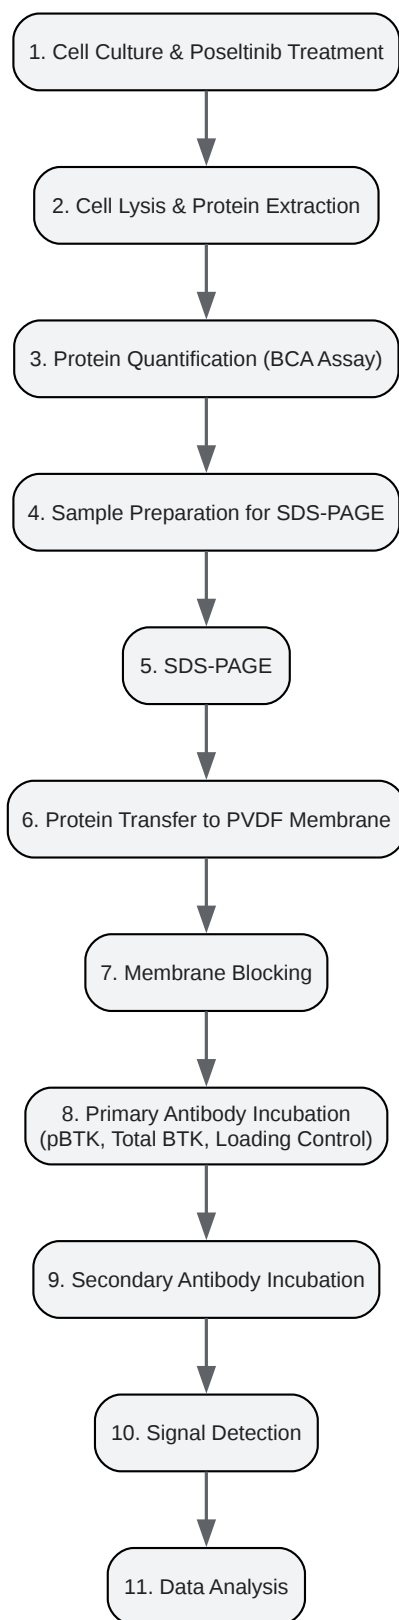 1. Cell Culture & Poseltinib Treatment
2. Cell Lysis & Protein Extraction
3. Protein Quantification (BCA Assay)
4. Sample Preparation for SDS-PAGE
5. SDS-PAGE
6. Protein Transfer to PVDF Membrane
7. Membrane Blocking
8. Primary Antibody Incubation
(pBTK, Total BTK, Loading Control)
9. Secondary Antibody Incubation
10. Signal Detection
11. Data Analysis